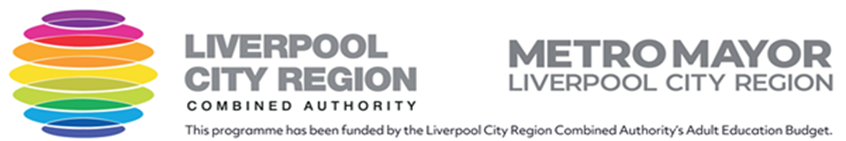 LIVERPOOL
CITY REGION
COMBINED AUTHORITY
METRO MAYOR
LIVERPOOL CITY REGION
This programme has been funded by the Liverpool City Region Combined Authority's Adult Education Budget.